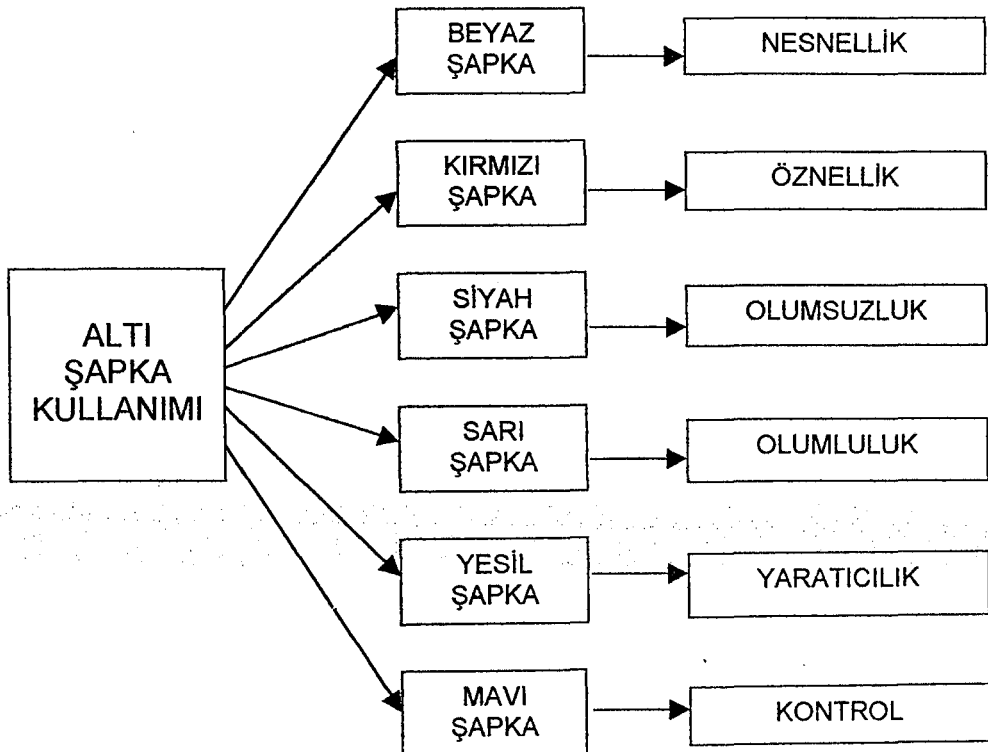 ALTI
ŞAPKA
KULLANIMI
BEYAZ
ŞAPKA
NESNELLİK
KIRMIZI
ŞAPKA
ÖZNELLİK
SİYAH
ŞAPKA
OLUMSUZLUK
SARI
ŞAPKA
OLUMLULUK
YESİL
ŞAPKA
YARATICILIK
MAVI
ŞAPKA
KONTROL